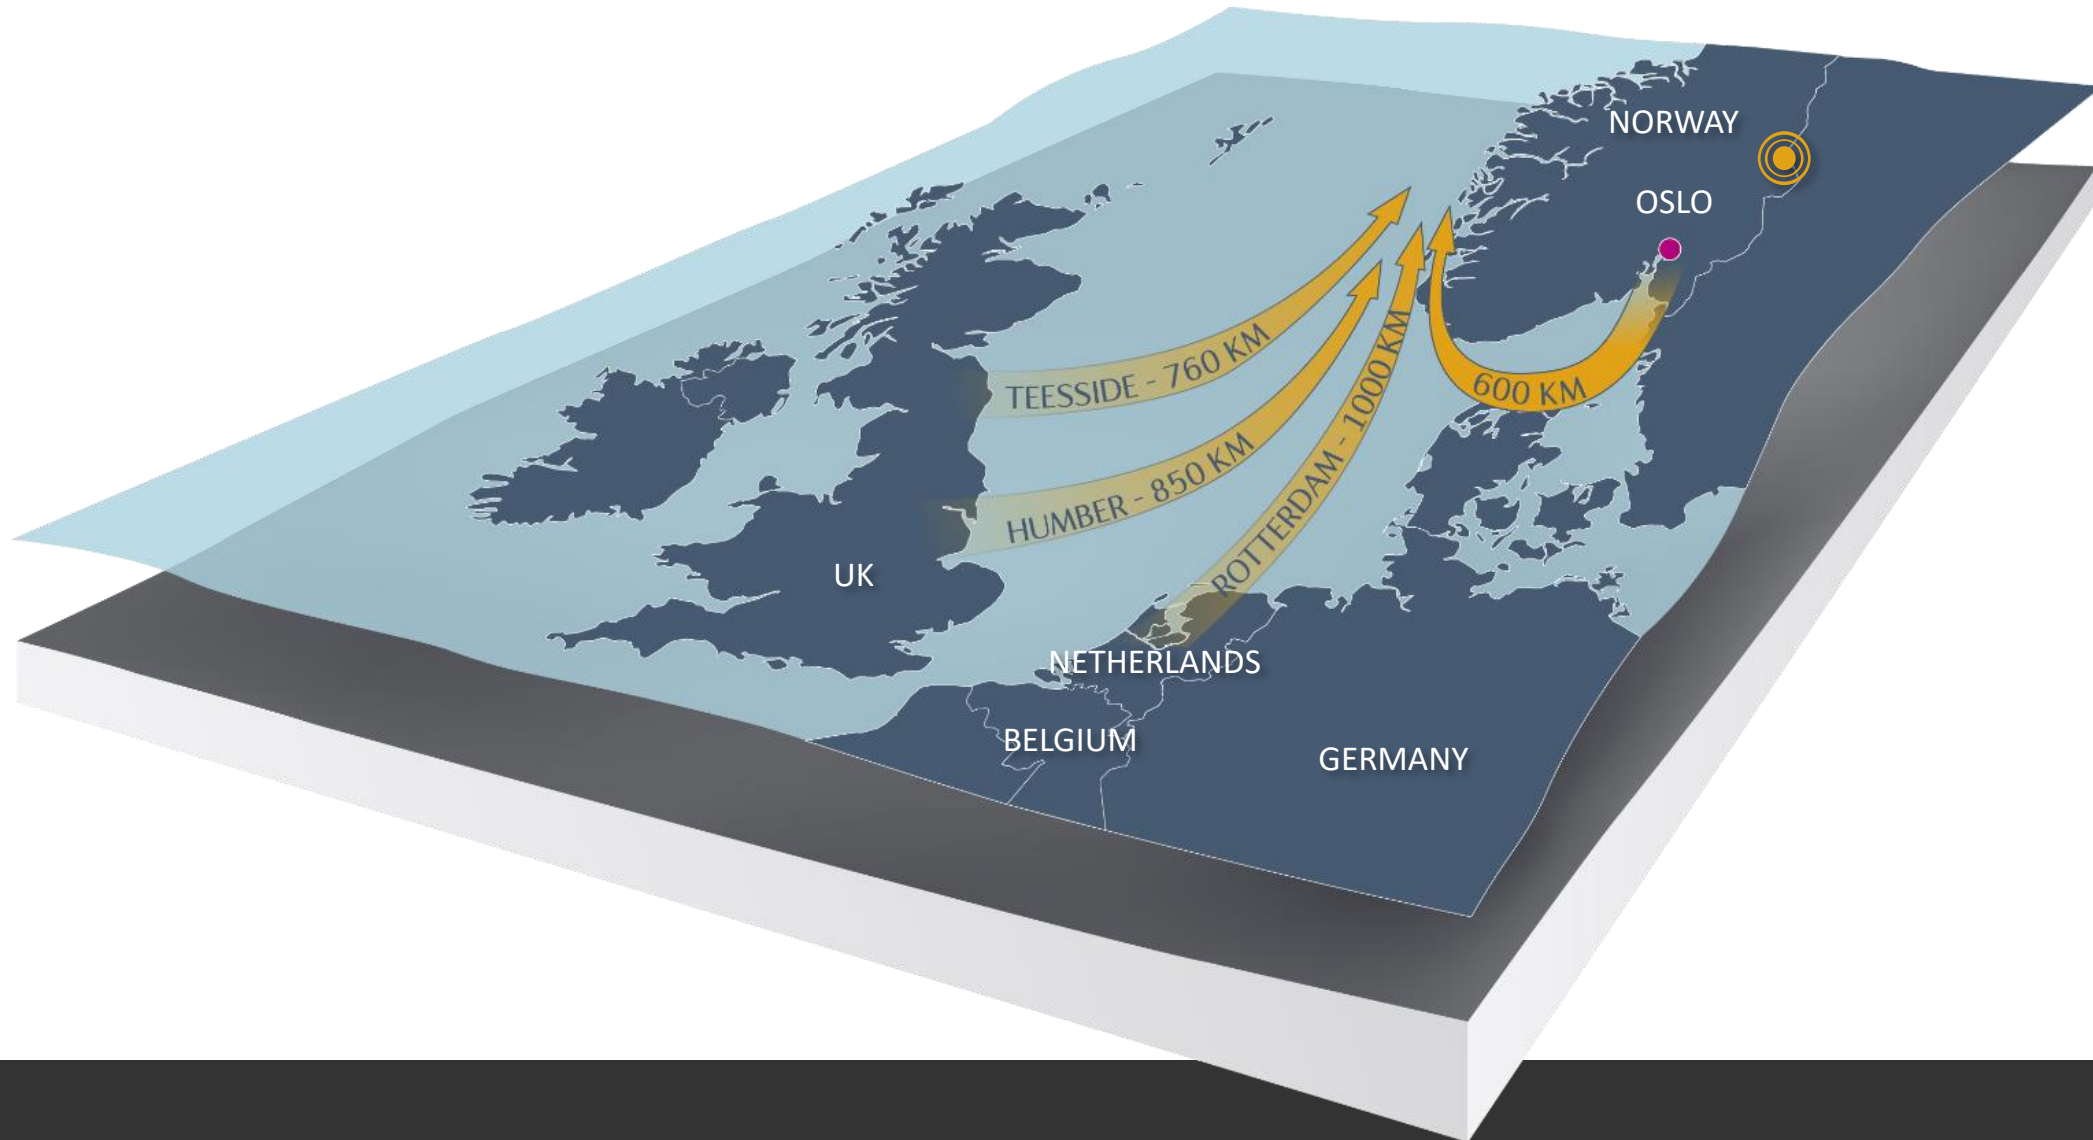 NORWAY
OSLO
TEESSIDE - 760 KM
600 KM
HUMBER - 850 KM
ROTTERDAM - 1000 KM
UK
NETHERLANDS
BELGIUM
GERMANY